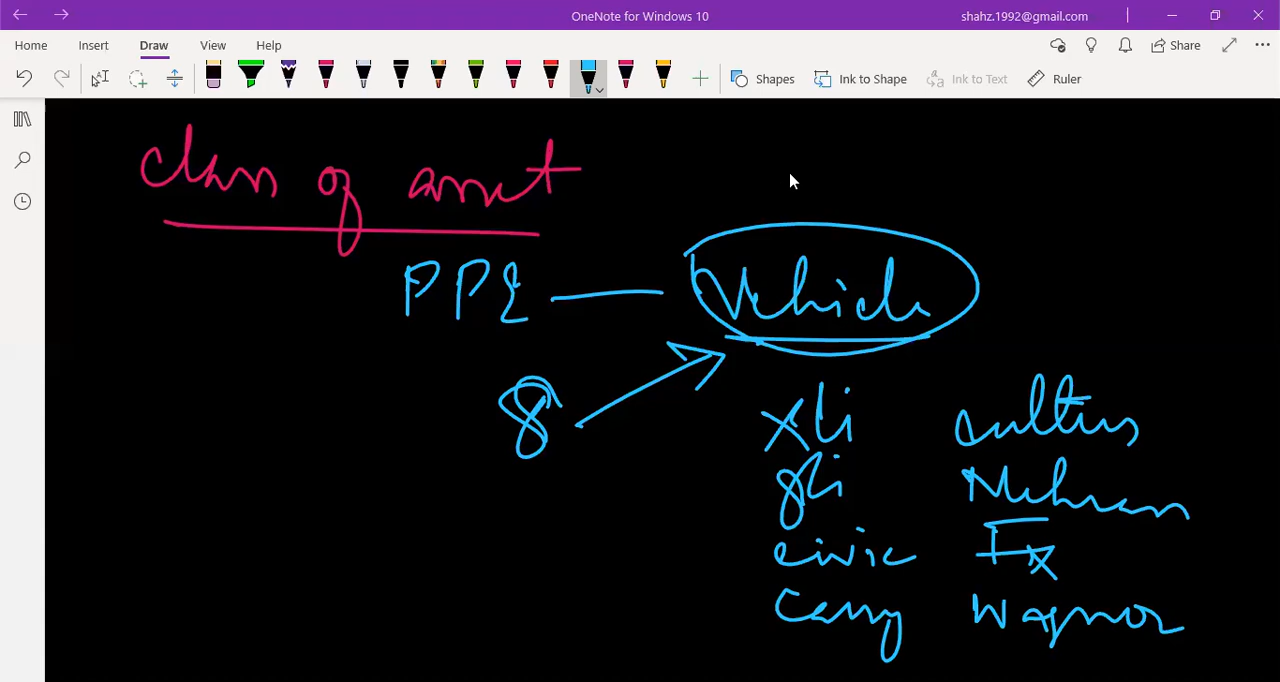 OneNote for Windows 10
shahz.1992@gmail.com
Home Insert Draw View Help
Share
Shapes Ink to Shape Ink to Text Ruler
Class of asset
PPE — Vehicle
8
xli
gli
civic
carry
cultus
Mehran
Fx
Wagnor